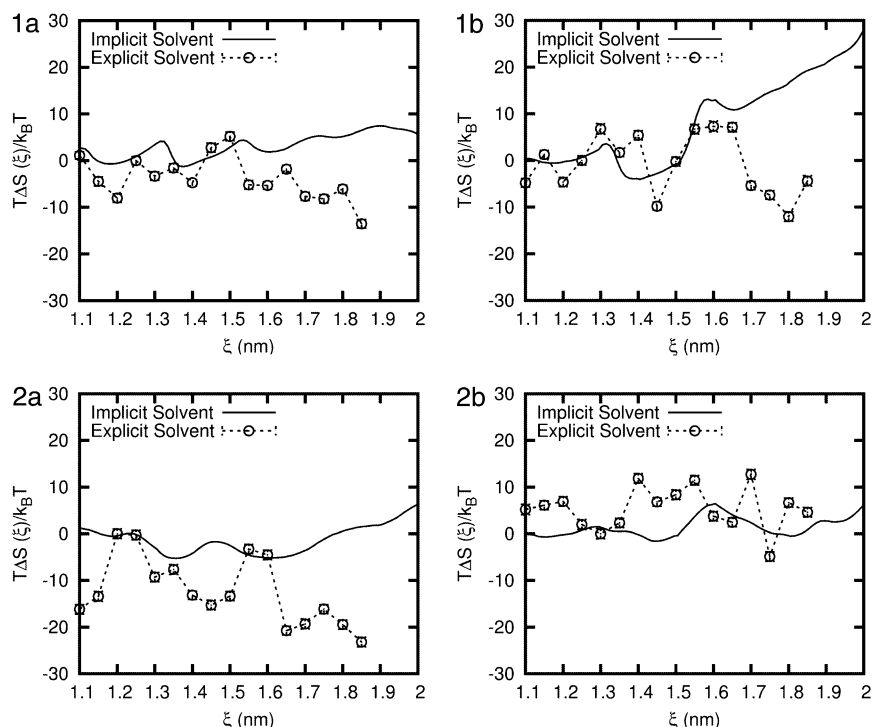 1a
30
20
10
0
-10
-20
-30
TΔS (ξ)/kBT
Implicit Solvent
Explicit Solvent
1.1 1.2 1.3 1.4 1.5 1.6 1.7 1.8 1.9 2
ξ (nm)
1b
30
20
10
0
-10
-20
-30
TΔS (ξ)/kBT
Implicit Solvent
Explicit Solvent
1.1 1.2 1.3 1.4 1.5 1.6 1.7 1.8 1.9 2
ξ (nm)
2a
30
20
10
0
-10
-20
-30
TΔS (ξ)/kBT
Implicit Solvent
Explicit Solvent
1.1 1.2 1.3 1.4 1.5 1.6 1.7 1.8 1.9 2
ξ (nm)
2b
30
20
10
0
-10
-20
-30
TΔS (ξ)/kBT
Implicit Solvent
Explicit Solvent
1.1 1.2 1.3 1.4 1.5 1.6 1.7 1.8 1.9 2
ξ (nm)